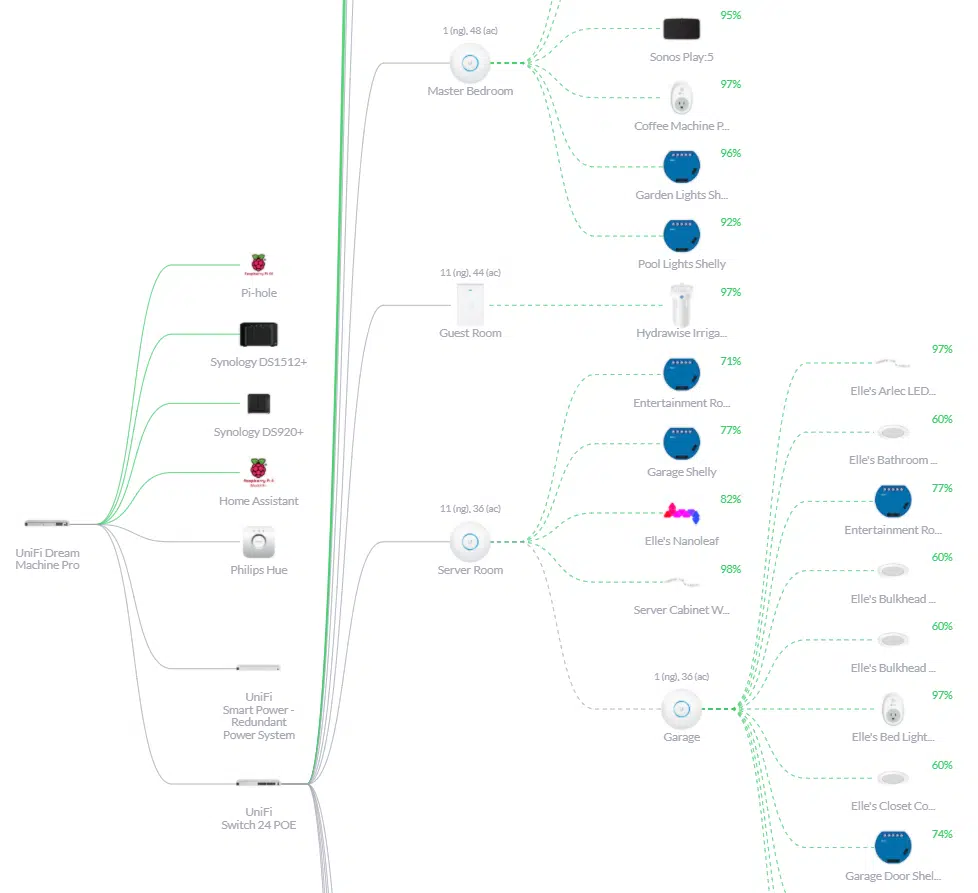 95%
Sonos Play:5
1 (ng), 48 (ac)
Master Bedroom
97%
Coffee Machine P...
96%
Garden Lights Sh...
92%
Pool Lights Shelly
Pi-hole
11 (ng), 44 (ac)
Guest Room
97%
Hydrawise Irriga...
Synology DS1512+
71%
Entertainment Ro...
97%
Elle's Arlec LED...
Synology DS920+
77%
Garage Shelly
60%
Elle's Bathroom ...
Home Assistant
11 (ng), 36 (ac)
Server Room
82%
Elle's Nanoleaf
77%
Entertainment Ro...
UniFi Dream
Machine Pro
Philips Hue
98%
Server Cabinet W...
60%
Elle's Bulkhead ...
60%
Elle's Bulkhead ...
UniFi
Smart Power -
Redundant
Power System
1 (ng), 36 (ac)
Garage
97%
Elle's Bed Light...
60%
Elle's Closet Co...
UniFi
Switch 24 POE
74%
Garage Door Shel...